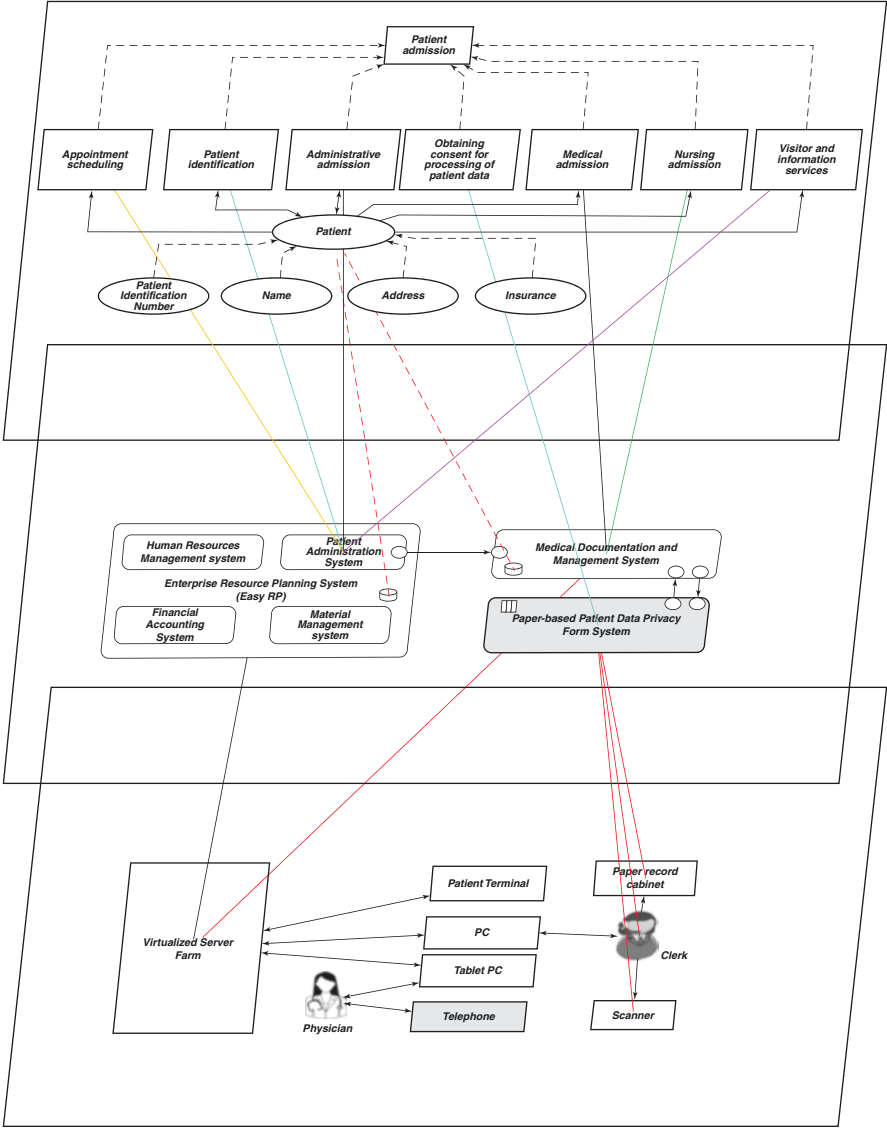 Patient
admission
Appointment
scheduling
Patient
identification
Administrative
admission
Obtaining
consent for
processing of
patient data
Medical
admission
Nursing
admission
Visitor and
information
services
Patient
Patient
Identification
Number
Name
Address
Insurance
Human Resources
Management system
Patient
Administration
System
Enterprise Resource Planning System
(Easy RP)
Financial
Accounting
System
Material
Management
system
Medical Documentation and
Management System
Paper-based Patient Data Privacy
Form System
Virtualized Server
Farm
Patient Terminal
PC
Tablet PC
Telephone
Physician
Paper record
cabinet
Clerk
Scanner